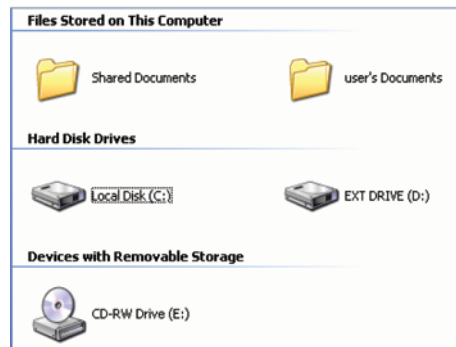 Files Stored on This Computer
Shared Documents
user's Documents
Hard Disk Drives
Local Disk (C:)
EXT DRIVE (D:)
Devices with Removable Storage
CD-RW Drive (E:)